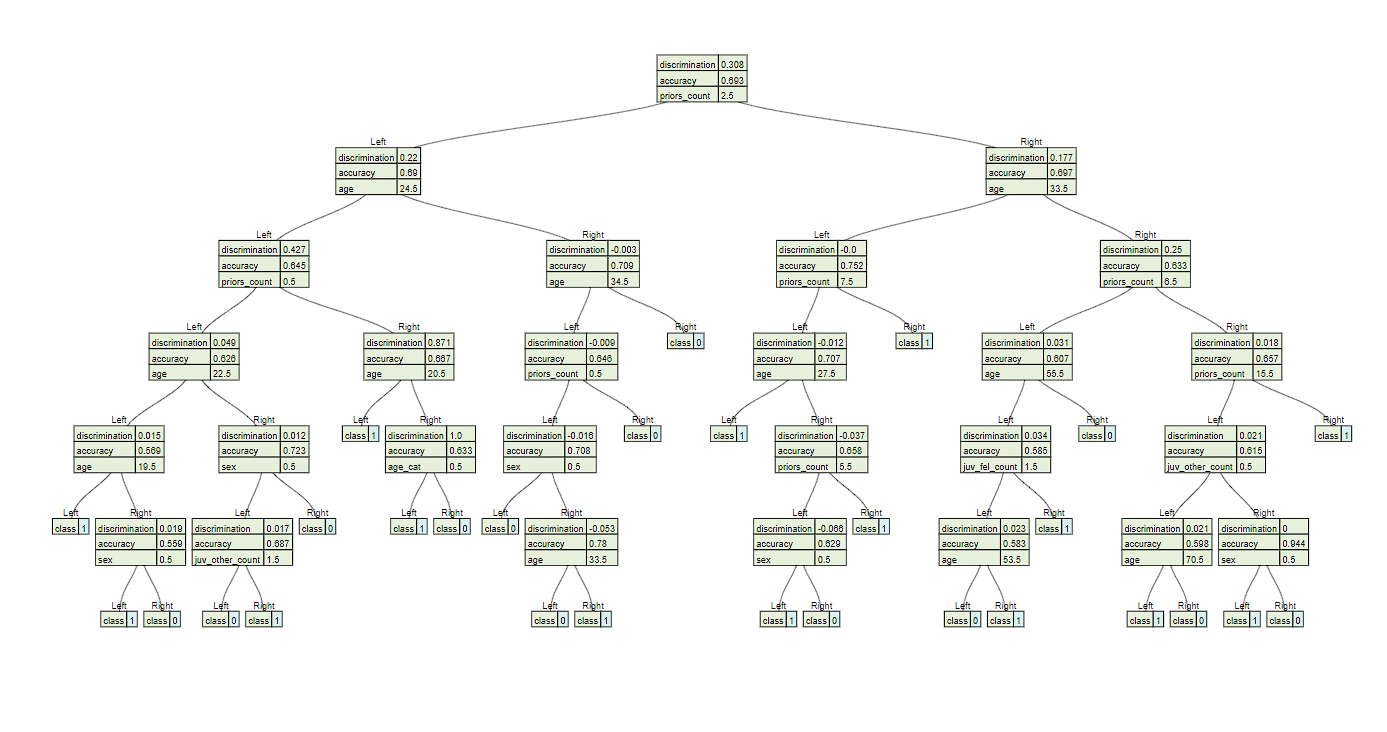 discrimination 0.308
accuracy 0.693
priors_count 2.5
Left Right
discrimination 0.22 discrimination 0.177
accuracy 0.69 accuracy 0.697
age 24.5 age 33.5
Left Right Left Right
discrimination 0.427 discrimination -0.003 discrimination -0.0 discrimination 0.25
accuracy 0.645 accuracy 0.709 accuracy 0.752 accuracy 0.633
priors_count 0.5 age 34.5 priors_count 7.5 priors_count 6.5
Left Right Left Right Left Right Left Right
discrimination 0.049 discrimination 0.871 discrimination -0.009 class 0 discrimination -0.012 class 1 discrimination 0.031 discrimination 0.018
accuracy 0.626 accuracy 0.667 accuracy 0.646 accuracy 0.707 accuracy 0.607 accuracy 0.657
age 22.5 age 20.5 priors_count 0.5 age 27.5 age 55.5 priors_count 15.5
Left Right Left Right Left Right Left Right Left Right Left Right
discrimination 0.015 discrimination 0.012 class 1 discrimination 1.0 discrimination -0.016 class 0 class 1 discrimination -0.037 discrimination 0.034 class 0 discrimination 0.021 class 1
accuracy 0.569 accuracy 0.723 accuracy 0.633 accuracy 0.708 accuracy 0.658 accuracy 0.585 accuracy 0.615
age 19.5 sex 0.5 age_cat 0.5 sex 0.5 priors_count 5.5 juv_fel_count 1.5 juv_other_count 0.5
Left Right Left Right Left Right Left Right Left Right Left Right Left Right
class 1 discrimination 0.019 discrimination 0.017 class 0 class 1 class 0 class 0 discrimination -0.053 discrimination -0.066 class 1 discrimination 0.023 class 1 discrimination 0.021 discrimination 0
accuracy 0.559 accuracy 0.687 accuracy 0.78 accuracy 0.629 accuracy 0.583 accuracy 0.598 accuracy 0.944
sex 0.5 juv_other_count 1.5 age 33.5 sex 0.5 age 53.5 age 70.5 sex 0.5
Left Right Left Right Left Right Left Right Left Right Left Right Left Right
class 1 class 0 class 0 class 1 class 0 class 1 class 1 class 0 class 0 class 1 class 1 class 0 class 1 class 0